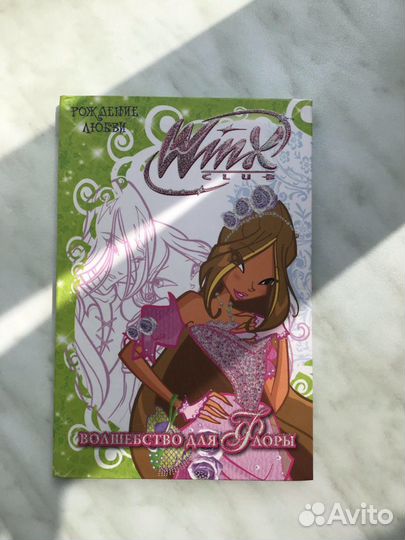 РОЖДЕНИЕ
ЛЮБВИ
Winx
CLUB
ВОЛШЕБСТВО ДЛЯ ФЛОРЫ
Avito